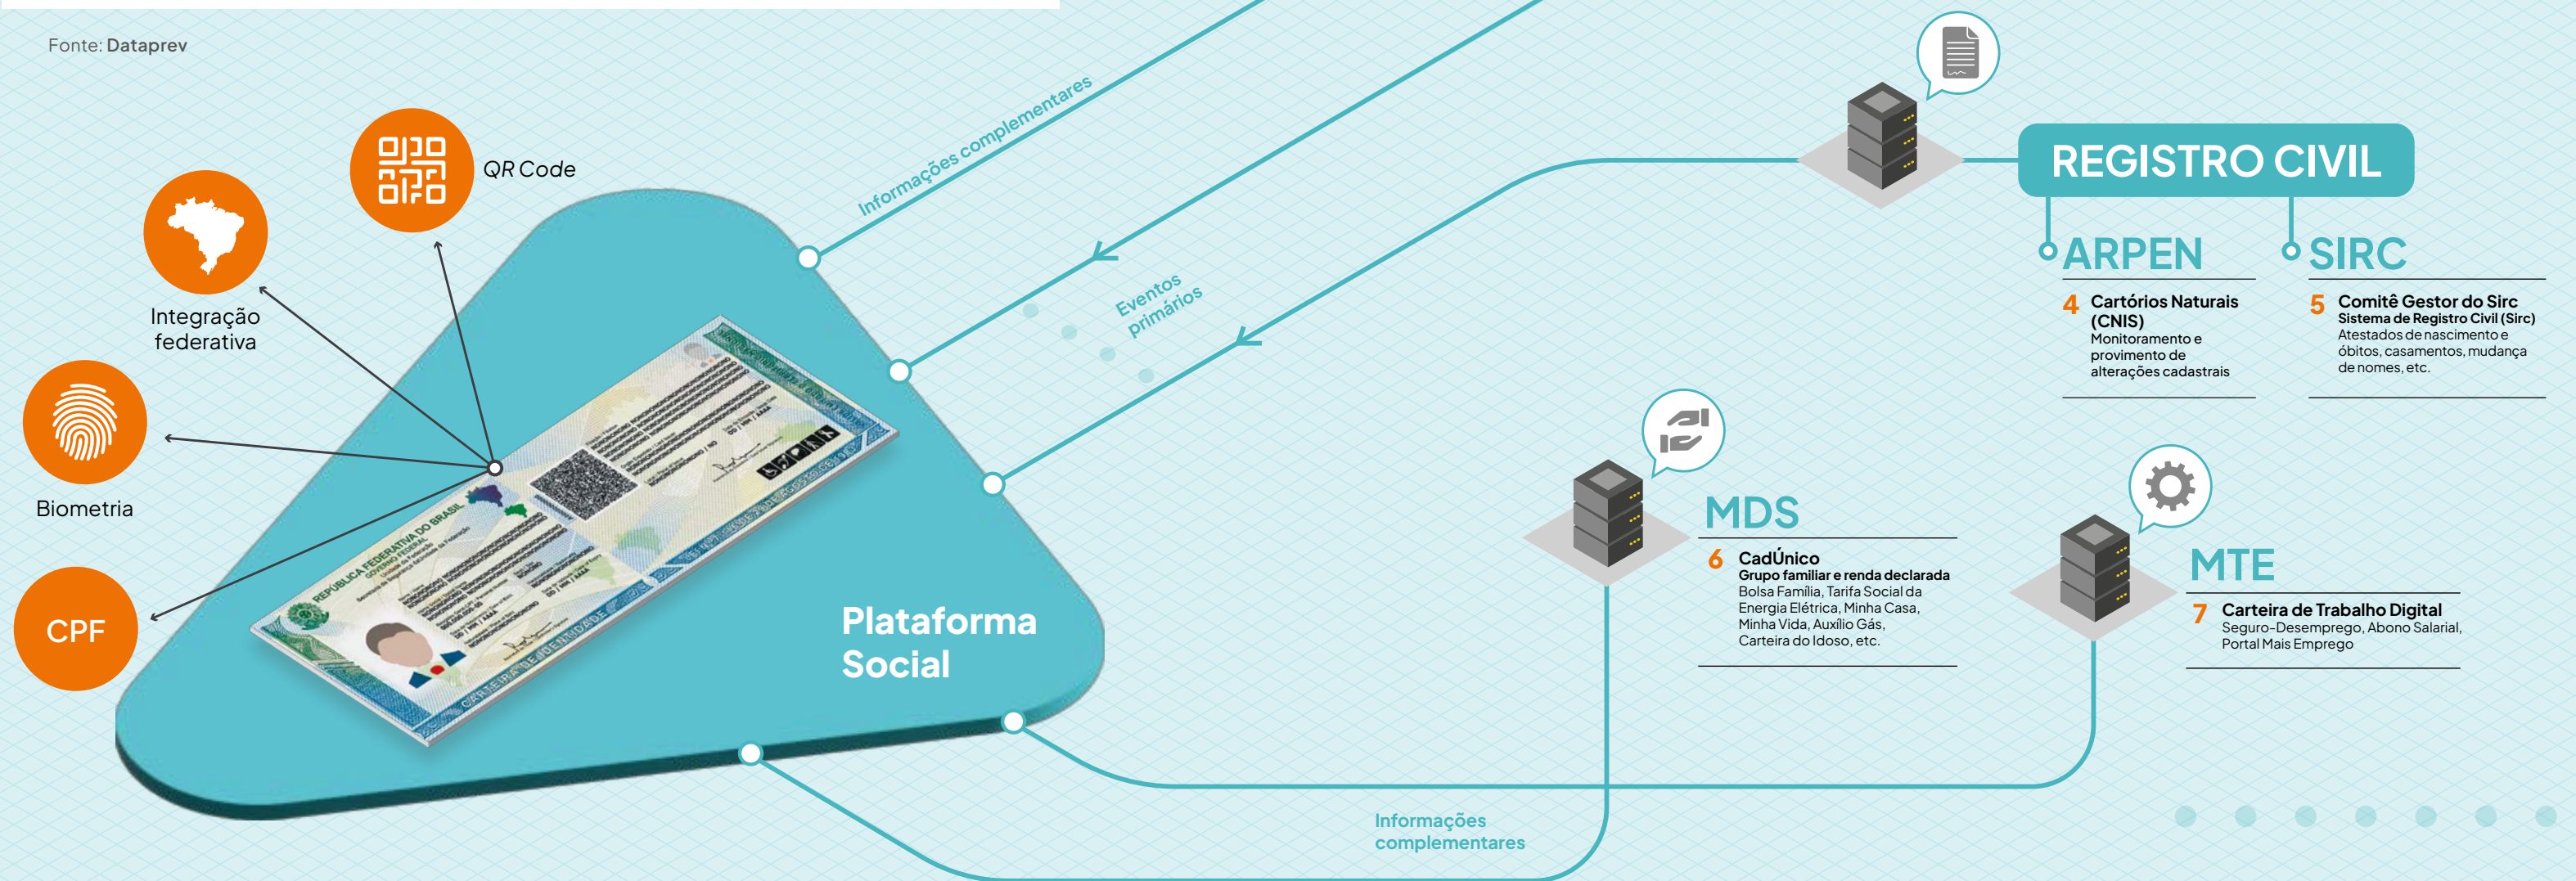 Fonte: Dataprev
QR Code
Integração
federativa
Biometria
CPF
REPÚBLICA FEDERATIVA DO BRASIL
GOVERNO FEDERAL
CARTEIRA DE IDENTIDADE
Plataforma
Social
Informações complementares
Eventos
primários
REGISTRO CIVIL
ARPEN
4 Cartórios Naturais
(CNIS)
Monitoramento e
provimento de
alterações cadastrais
SIRC
5 Comitê Gestor do Sirc
Sistema de Registro Civil (Sirc)
Atestados de nascimento e
óbitos, casamentos, mudança
de nomes, etc.
MDS
6 CadÚnico
Grupo familiar e renda declarada
Bolsa Família, Tarifa Social da
Energia Elétrica, Minha Casa,
Minha Vida, Auxílio Gás,
Carteira do Idoso, etc.
MTE
7 Carteira de Trabalho Digital
Seguro-Desemprego, Abono Salarial,
Portal Mais Emprego
Informações
complementares